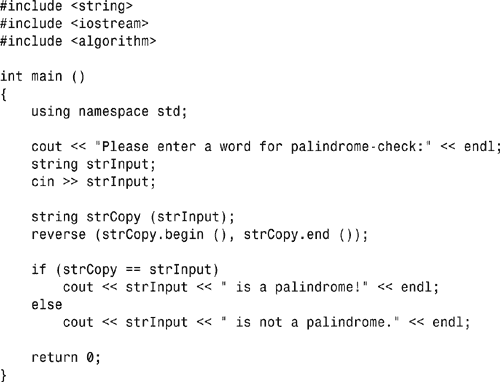 #include <string>
#include <iostream>
#include <algorithm>
int main ()
{
using namespace std;
cout << "Please enter a word for palindrome-check:" << endl;
string strInput;
cin >> strInput;
string strCopy (strInput);
reverse (strCopy.begin (), strCopy.end ());
if (strCopy == strInput)
cout << strInput << " is a palindrome!" << endl;
else
cout << strInput << " is not a palindrome." << endl;
return 0;
}